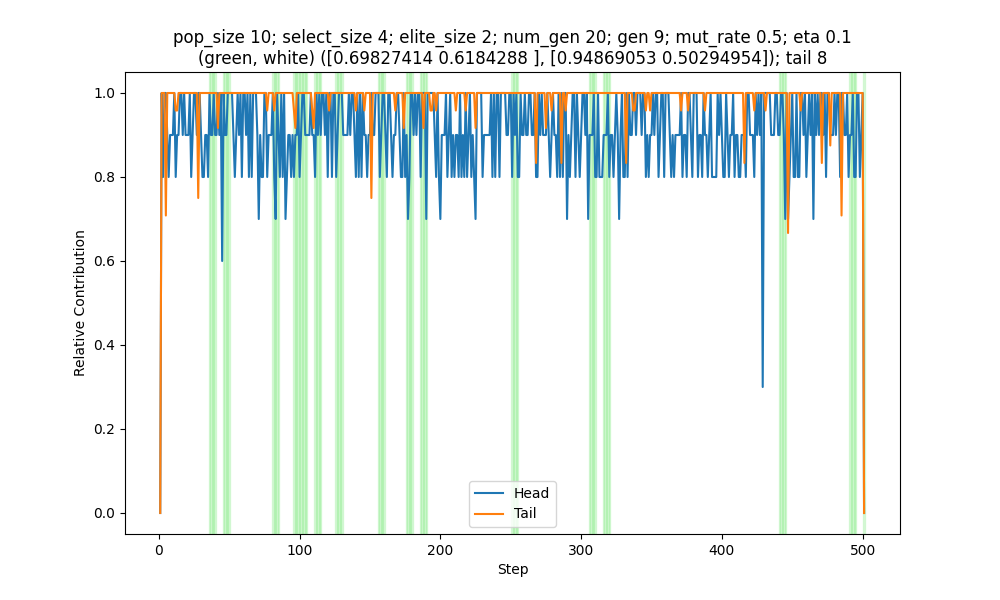 pop_size 10; select_size 4; elite_size 2; num_gen 20; gen 9; mut_rate 0.5; eta 0.1
(green, white) ([0.69827414 0.6184288 ], [0.94869053 0.50294954]); tail 8
1.0
0.8
0.6
0.4
0.2
0.0
Relative Contribution
Head
Tail
0
100
200
300
400
500
Step